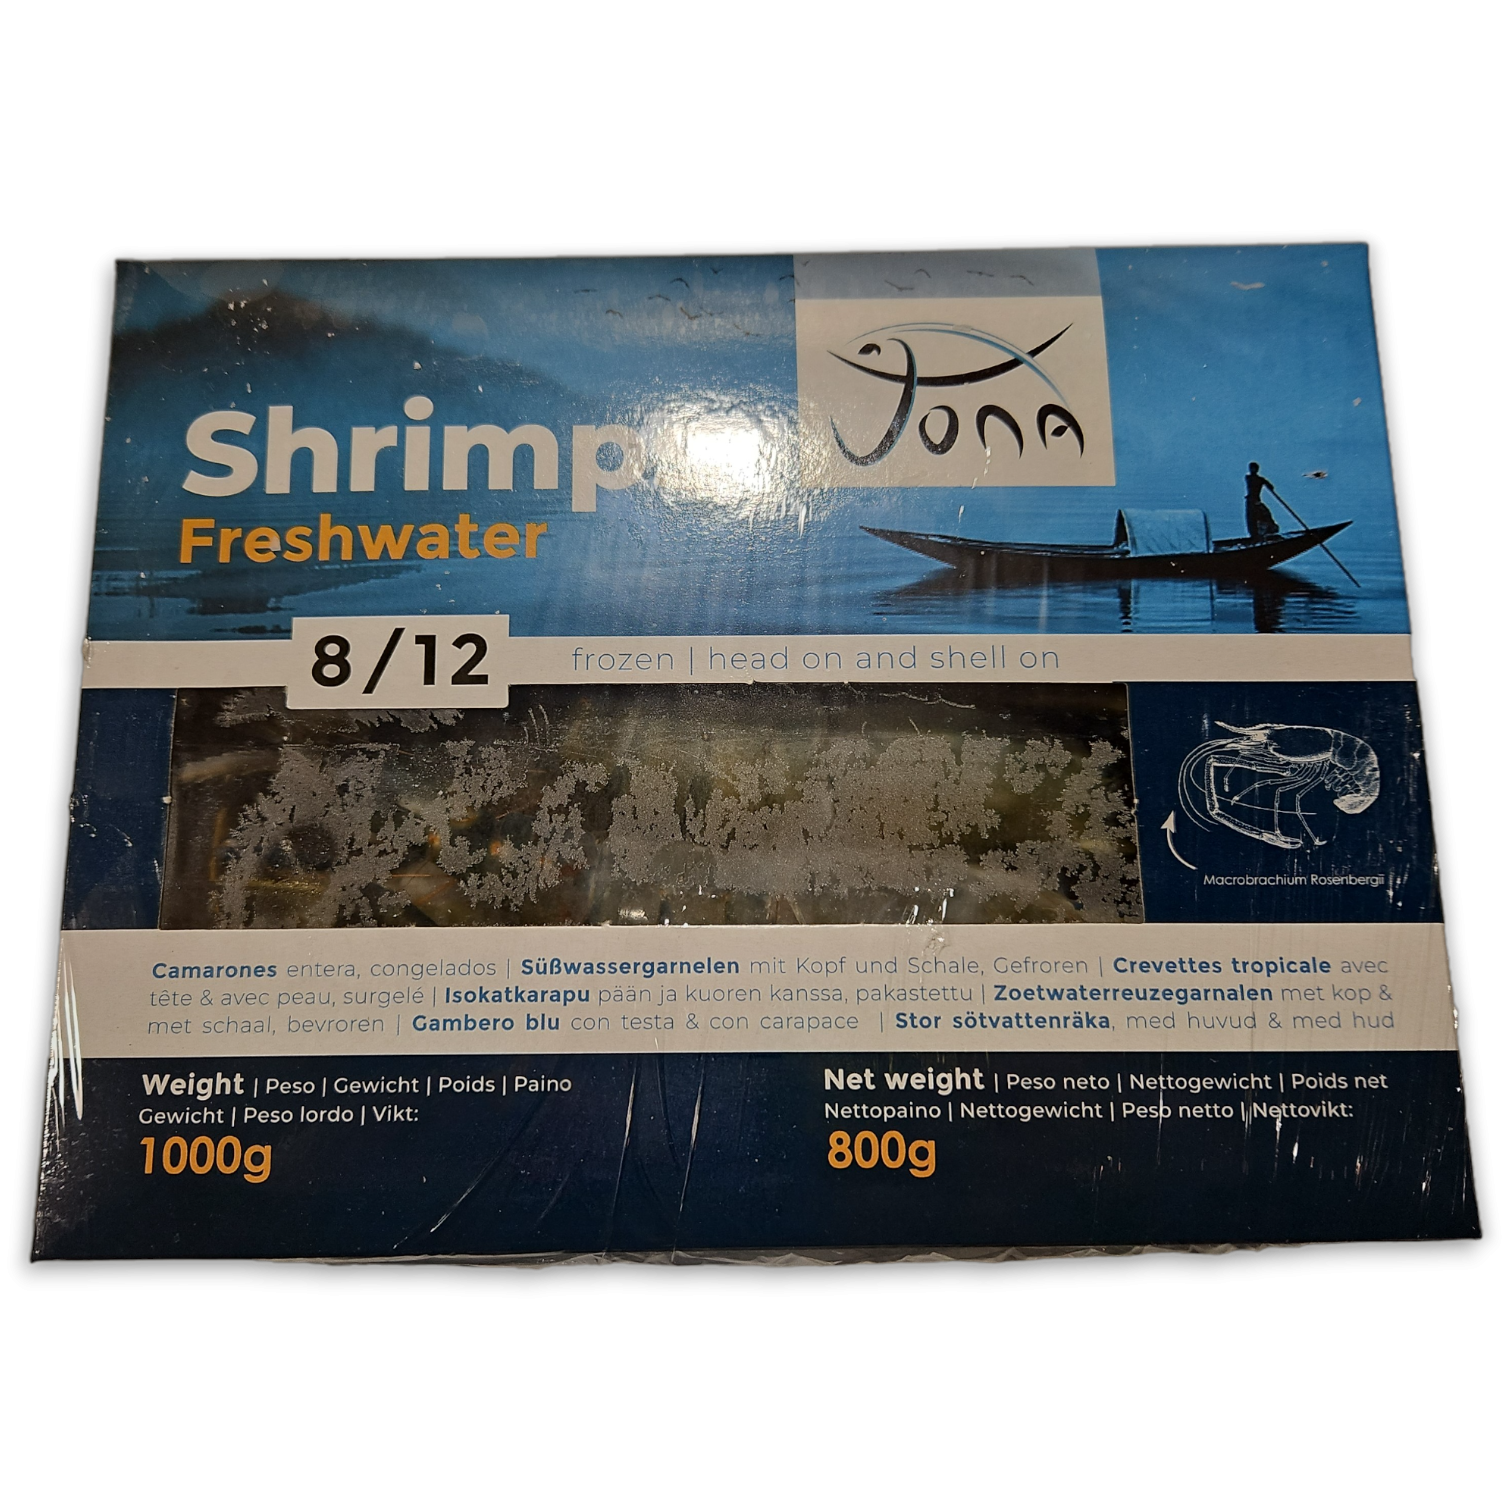 Jona
Shrimp
Freshwater
8/12
frozen | head on and shell on
Macrobrachium Rosenbergii
Camarones entera, congelados | Süßwassergarnelen mit Kopf und Schale, Gefroren | Crevettes tropicale avec
tête & avec peau, surgelé | Isokatkarapu pään ja kuoren kanssa, pakastettu | Zoetwaterreuzegarnalen met kop &
met schaal, bevroren | Gambero blu con testa & con carapace | Stor sötvattenräka, med huvud & med hud
Weight | Peso | Gewicht | Poids | Paino
Gewicht | Peso lordo | Vikt:
1000g
Net weight | Peso neto | Nettogewicht | Poids net
Nettopaino | Nettogewicht | Peso netto | Nettovikt:
800g